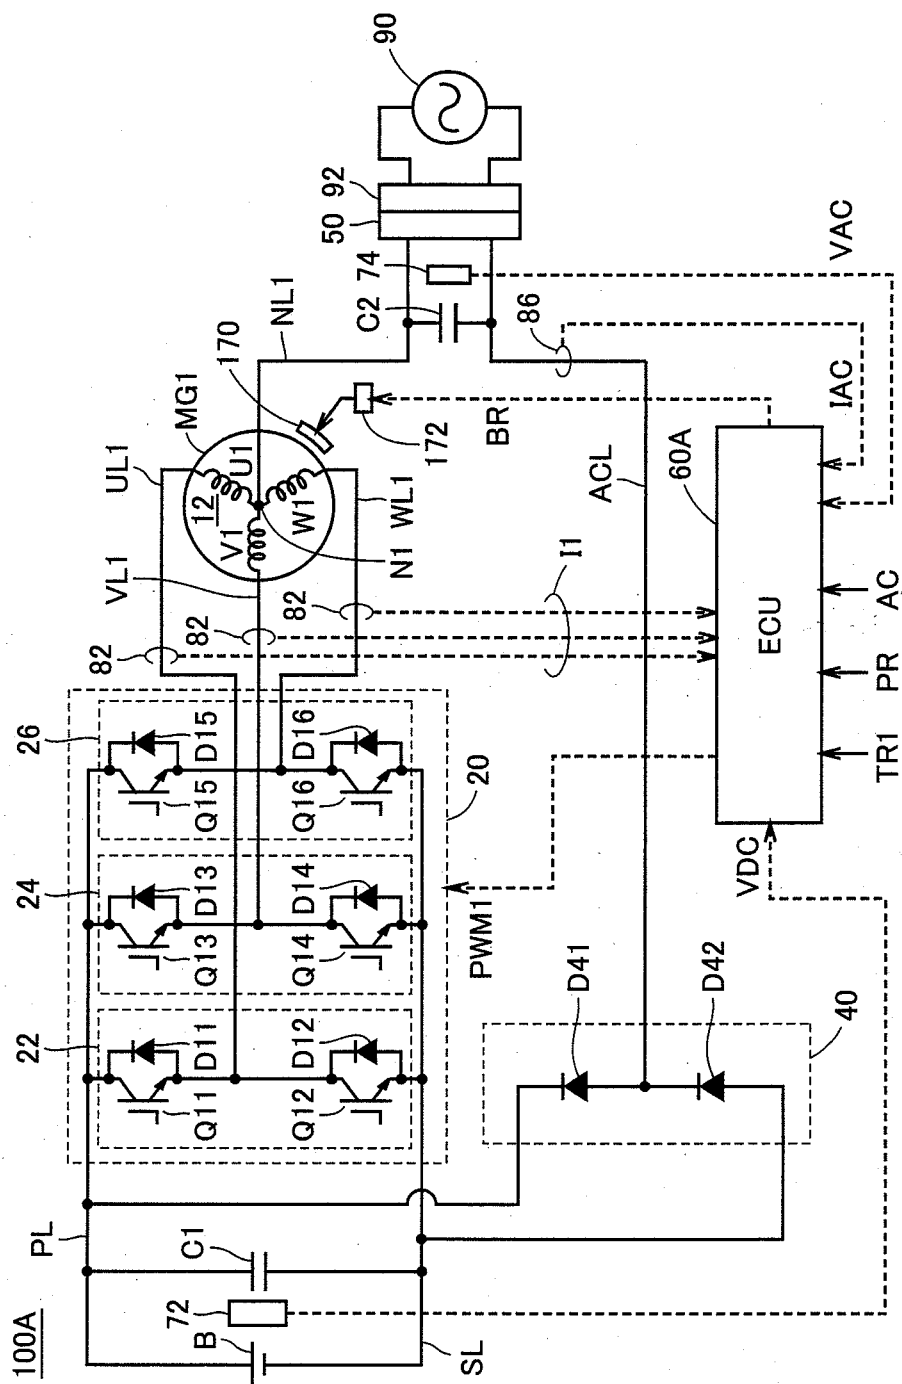 100A
PL
B
72
C1
SL
22
Q11
D11
Q12
D12
24
Q13
D13
Q14
D14
26
Q15
D15
Q16
D16
20
PWM1
40
D41
D42
82
82
82
VL1
UL1
WL1
MG1
12
U1
V1
W1
N1
170
172
NL1
C2
74
50
92
90
86
BR
ACL
I1
60A
ECU
VDC
TR1
PR
AC
IAC
VAC